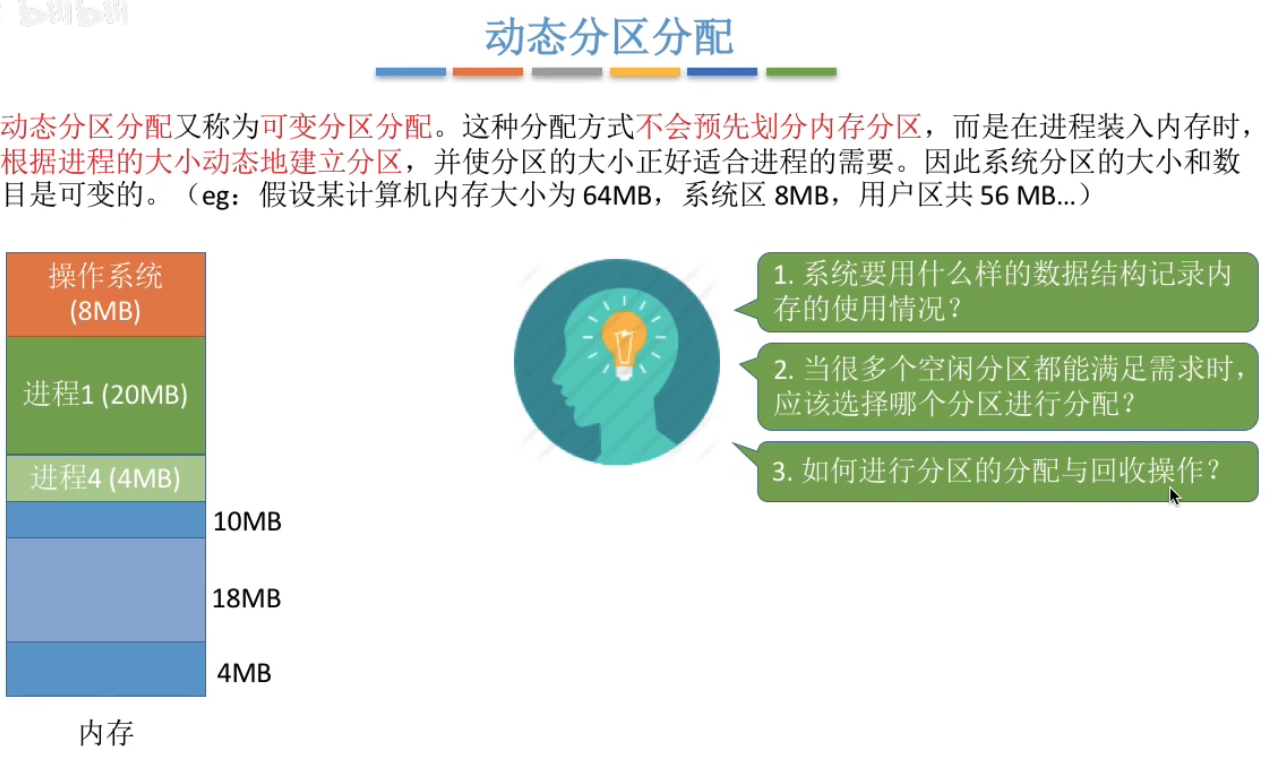 bilibili
动态分区分配
动态分区分配又称为可变分区分配。这种分配方式不会预先划分内存分区，而是在进程装入内存时，
根据进程的大小动态地建立分区，并使分区的大小正好适合进程的需要。因此系统分区的大小和数
目是可变的。（eg：假设某计算机内存大小为 64MB，系统区 8MB，用户区共 56 MB…）
操作系统
(8MB)
进程1 (20MB)
进程4 (4MB)
10MB
18MB
4MB
内存
1. 系统要用什么样的数据结构记录内
存的使用情况？
2. 当很多个空闲分区都能满足需求时，
应该选择哪个分区进行分配？
3. 如何进行分区的分配与回收操作？